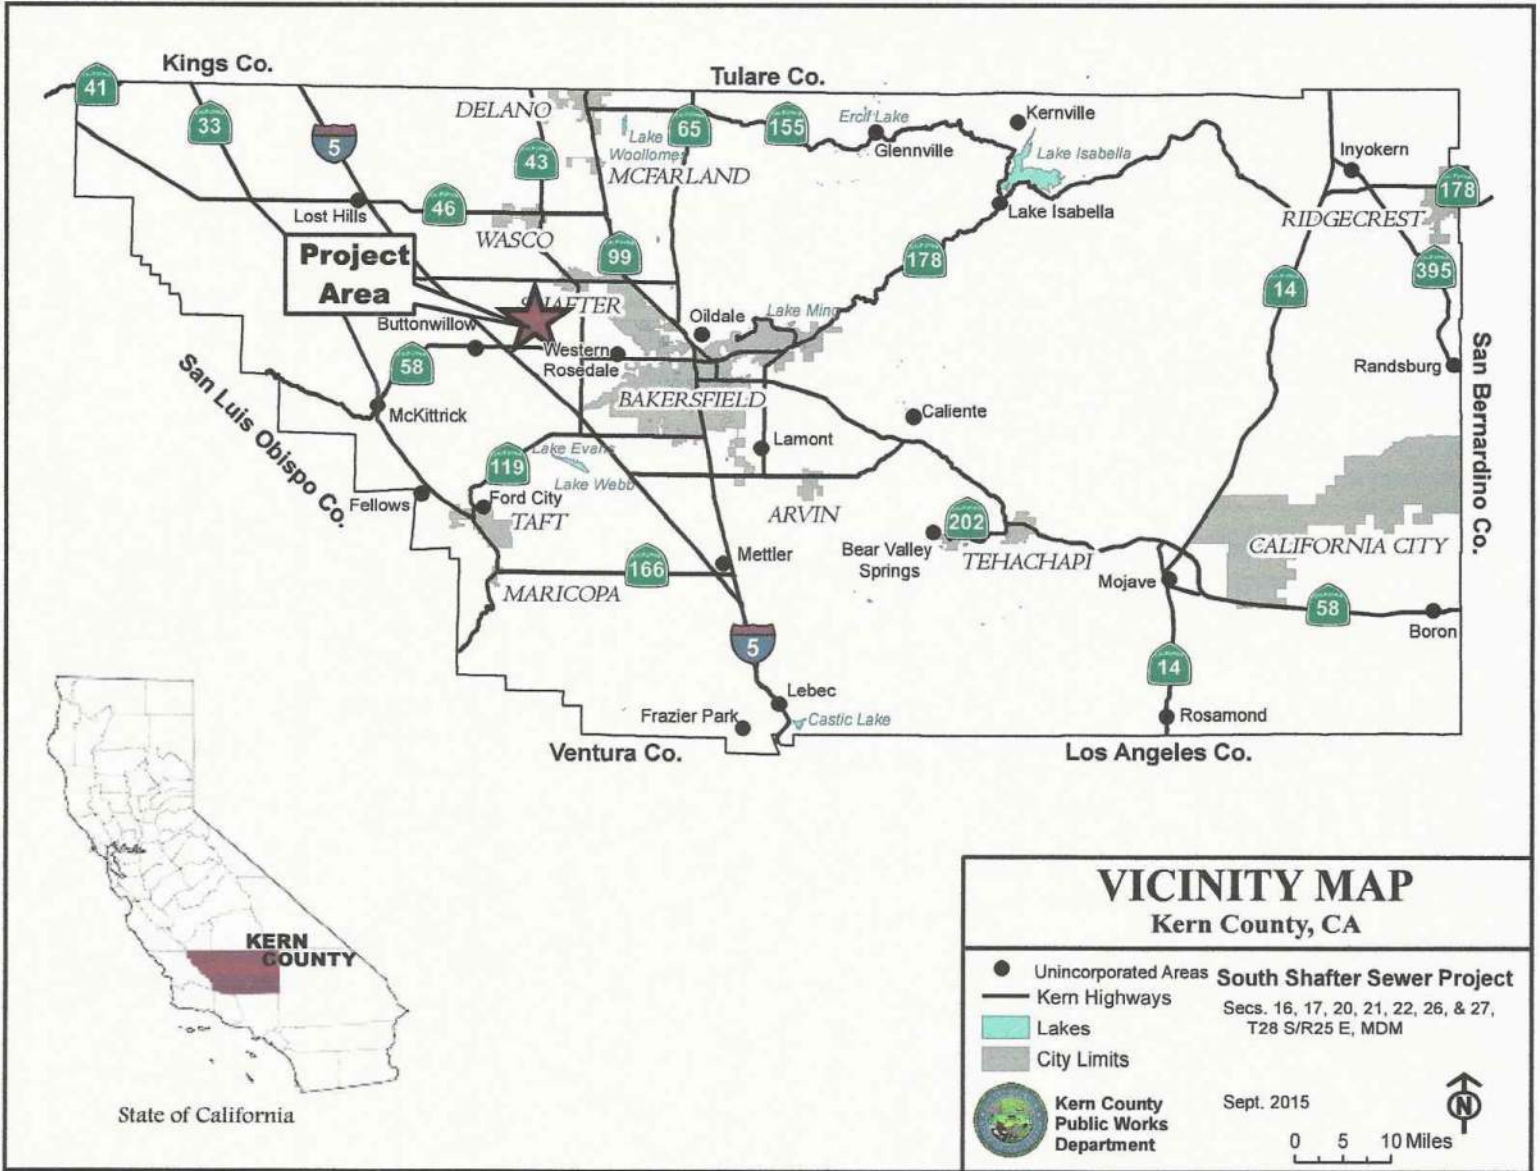 Kings Co.
Tulare Co.
41
33
5
DELANO
43
65
155
Lake
Woollomes
MCFARLAND
Glennville
Kernville
Lake Isabella
Inyokern
178
Lost Hills
46
WASCO
99
178
Lake Isabella
RIDGECREST
395
14
Project
Area
SHAFTER
Buttonwillow
Oildale
Lake Ming
58
Western
Rosedale
Randsburg
San Luis Obispo Co.
San Bernardino Co.
McKittrick
BAKERSFIELD
Caliente
Lamont
119
Lake Evans
Lake Webb
Fellows
Ford City
TAFT
ARVIN
202
Bear Valley
Springs
TEHACHAPI
CALIFORNIA CITY
Mettler
166
MARICOPA
Mojave
58
Boron
5
14
Lebec
Frazier Park
Castic Lake
Rosamond
Ventura Co.
Los Angeles Co.
KERN
COUNTY
State of California
VICINITY MAP
Kern County, CA
Unincorporated Areas
Kern Highways
Lakes
City Limits
South Shafter Sewer Project
Secs. 16, 17, 20, 21, 22, 26, & 27,
T28 S/R25 E, MDM
Kern County
Public Works
Department
Sept. 2015
N
0 5 10 Miles